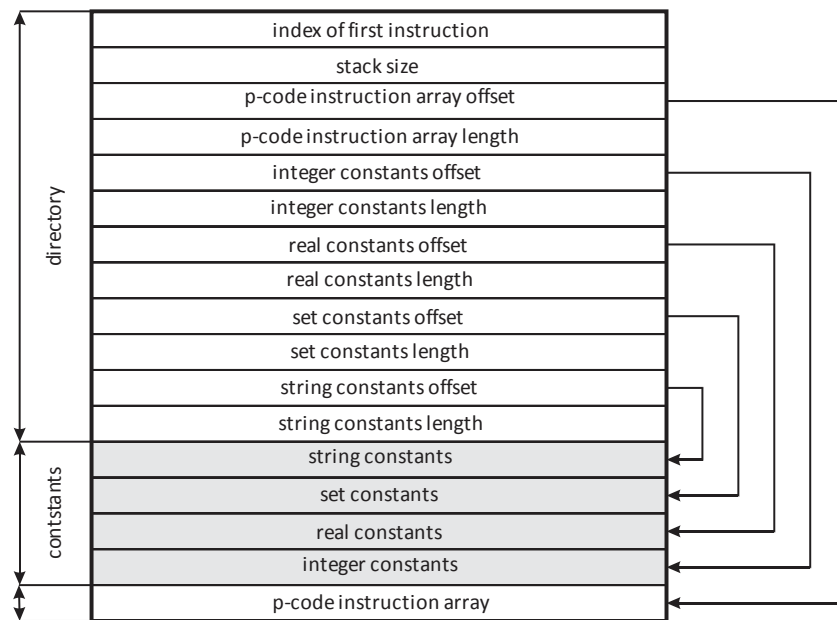 index of first instruction
stack size
p-code instruction array offset
p-code instruction array length
integer constants offset
integer constants length
real constants offset
real constants length
set constants offset
set constants length
string constants offset
string constants length
string constants
set constants
real constants
integer constants
p-code instruction array
directory
contstants